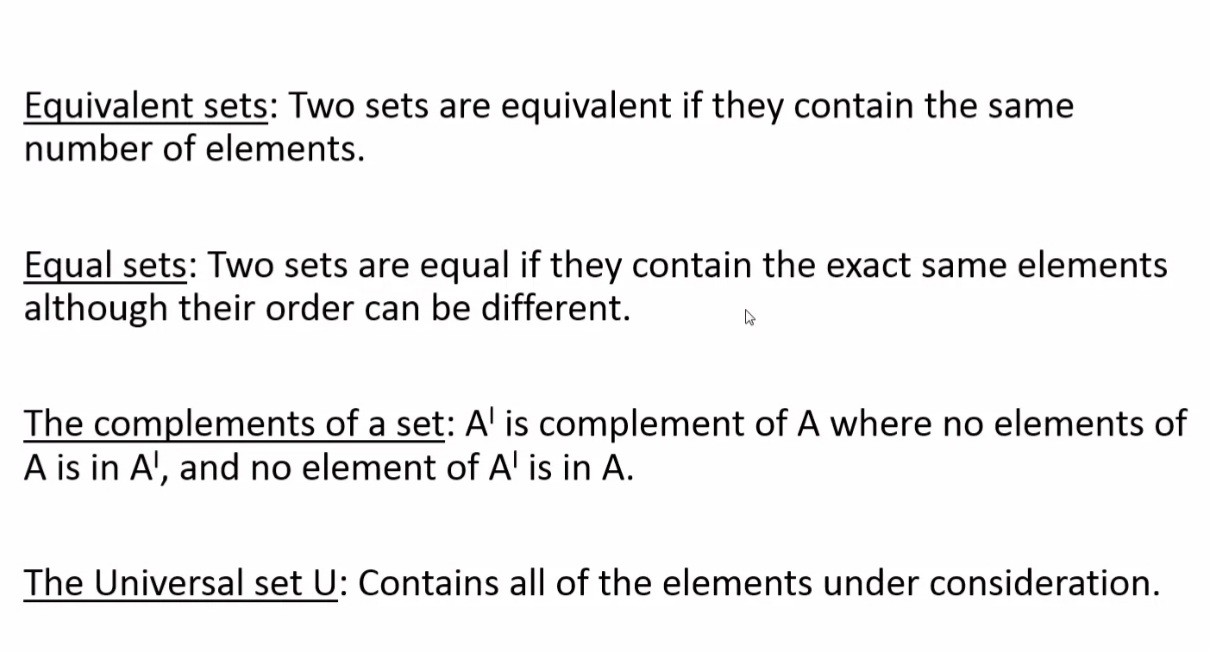 Equivalent sets: Two sets are equivalent if they contain the same
number of elements.
Equal sets: Two sets are equal if they contain the exact same elements
although their order can be different.
The complements of a set: Aᴵ is complement of A where no elements of
A is in Aᴵ, and no element of Aᴵ is in A.
The Universal set U: Contains all of the elements under consideration.